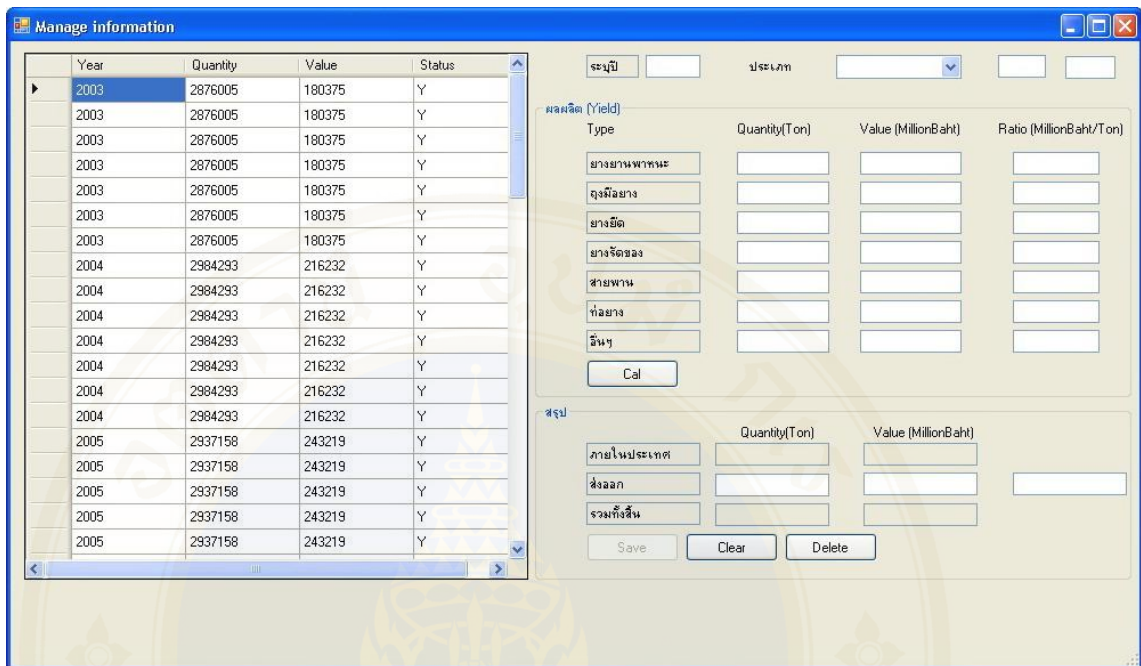 Manage information
Year Quantity Value Status
2003 2876005 180375 Y
2003 2876005 180375 Y
2003 2876005 180375 Y
2003 2876005 180375 Y
2003 2876005 180375 Y
2003 2876005 180375 Y
2003 2876005 180375 Y
2004 2984293 216232 Y
2004 2984293 216232 Y
2004 2984293 216232 Y
2004 2984293 216232 Y
2004 2984293 216232 Y
2004 2984293 216232 Y
2004 2984293 216232 Y
2005 2937158 243219 Y
2005 2937158 243219 Y
2005 2937158 243219 Y
2005 2937158 243219 Y
2005 2937158 243219 Y
ระบุปี ประเภท
ผลผลิต (Yield)
Type Quantity(Ton) Value (MillionBaht) Ratio (MillionBaht/Ton)
ยางยานพาหนะ
ถุงมือยาง
ยางยืด
ยางรัดของ
สายพาน
ท่อยาง
อื่นๆ
Cal
สรุป
Quantity(Ton) Value (MillionBaht)
ภายในประเทศ
ส่งออก
รวมทั้งสิ้น
Save Clear Delete